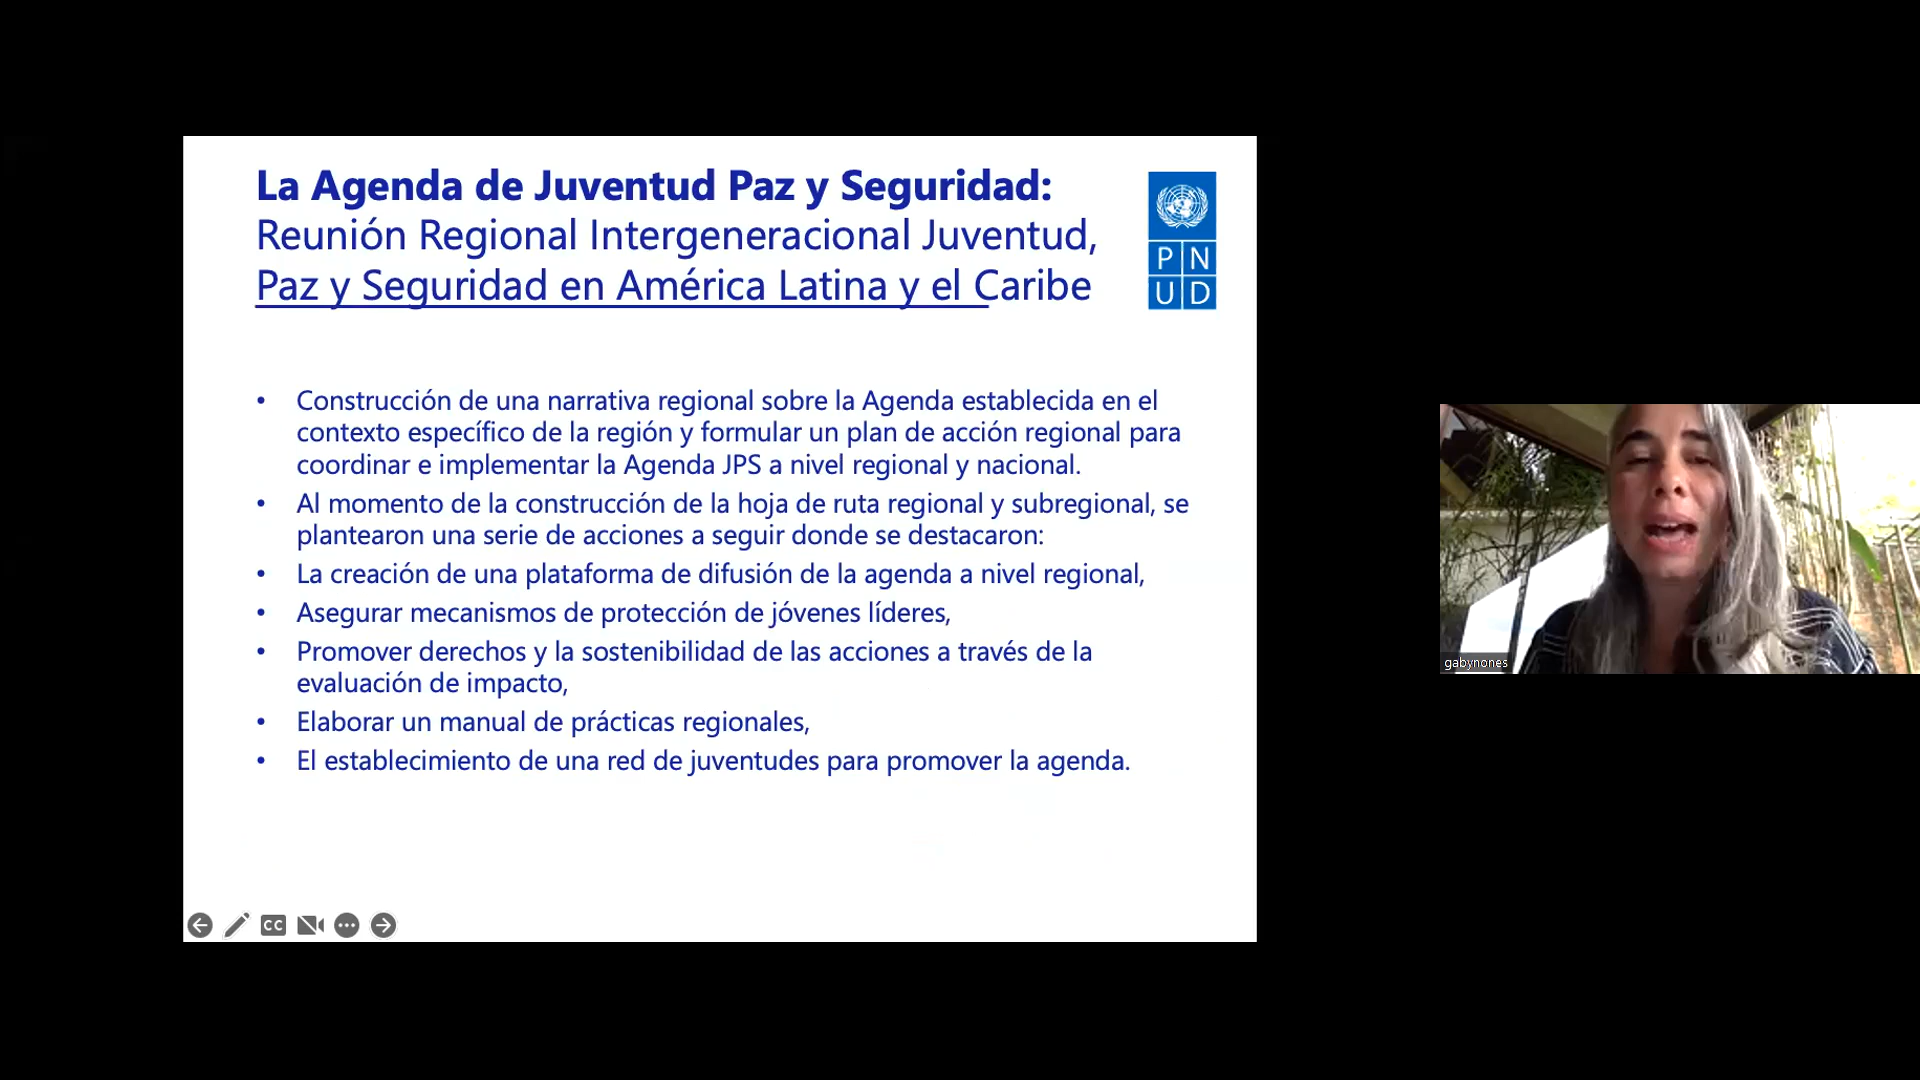 La Agenda de Juventud Paz y Seguridad:
Reunión Regional Intergeneracional Juventud,
Paz y Seguridad en América Latina y el Caribe
P N
U D
• Construcción de una narrativa regional sobre la Agenda establecida en el
contexto específico de la región y formular un plan de acción regional para
coordinar e implementar la Agenda JPS a nivel regional y nacional.
• Al momento de la construcción de la hoja de ruta regional y subregional, se
plantearon una serie de acciones a seguir donde se destacaron:
• La creación de una plataforma de difusión de la agenda a nivel regional,
• Asegurar mecanismos de protección de jóvenes líderes,
• Promover derechos y la sostenibilidad de las acciones a través de la
evaluación de impacto,
• Elaborar un manual de prácticas regionales,
• El establecimiento de una red de juventudes para promover la agenda.
CC
gabynones